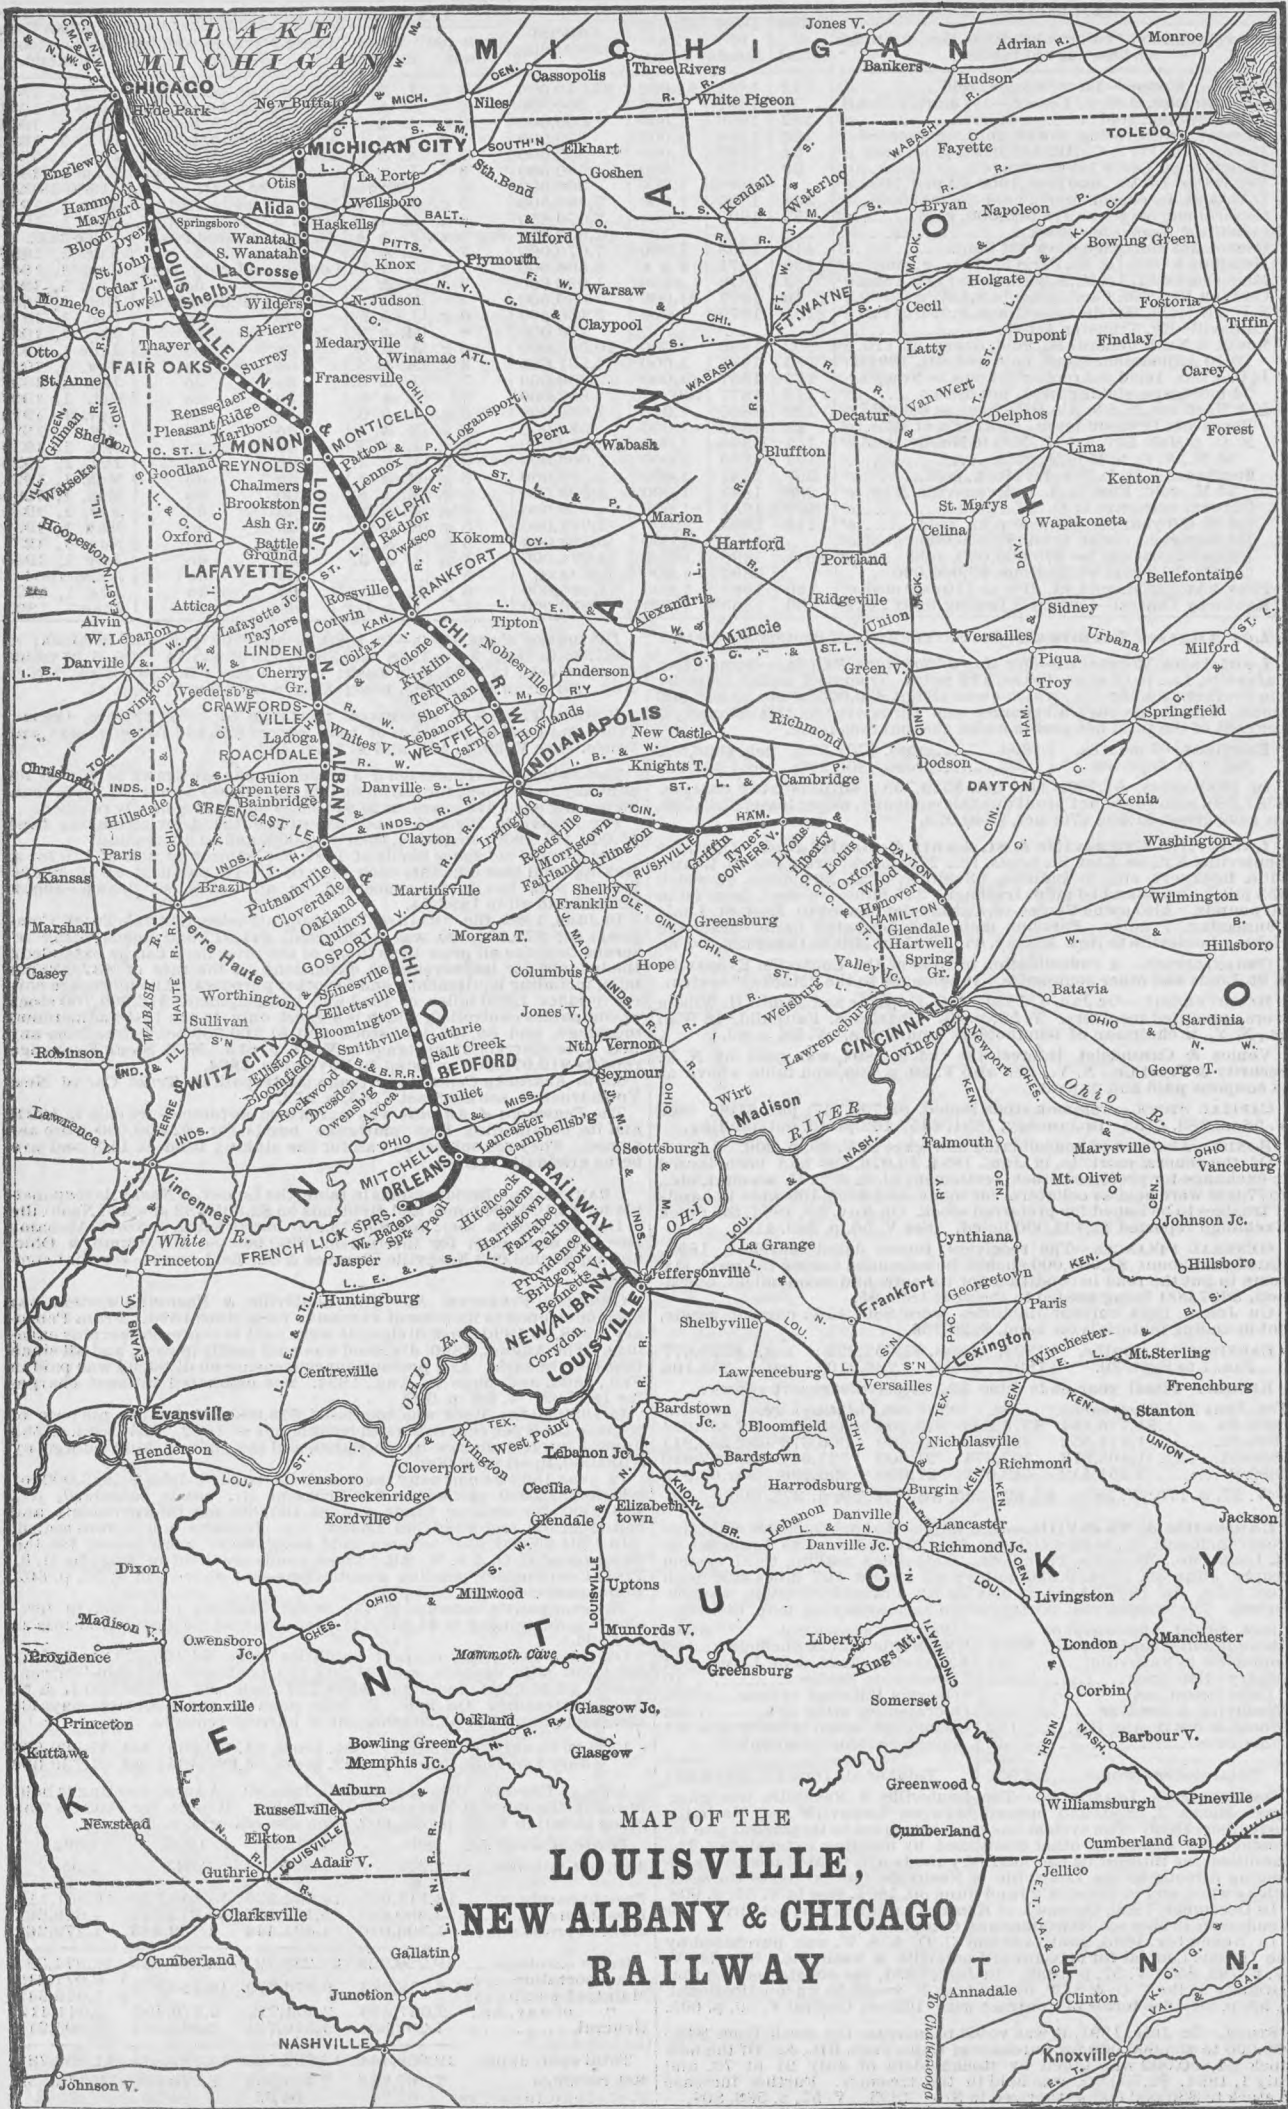 LAKE
MICHIGAN
MICHIGAN
LAKE
ERIE
Jones V.
Bankers
Adrian
R.
Monroe
Hudson
Cassopolis
Three Rivers
White Pigeon
CEN.
MICH.
Niles
CHICAGO
Hyde Park
New Buffalo
TOLEDO
MICHIGAN CITY
SOUTH'N
Elkhart
WABASH
Fayette
Englewood
Otis
La Porte
Sth. Bend
Goshen
Kendall
Waterloo
Hammond
Maynard
Alida
Wellsboro
Bryan
Napoleon
Bloom
Dyer
Springsboro
Haskells
BALT.
&
O.
Milford
Wanatah
S. Wanatah
PITTS.
Plymouth
Bowling Green
St. John
Cedar L.
La Crosse
Knox
Holgate
Lowell
Shelby
Wilders
N. Judson
N. Y. C. &
Warsaw
FT. WAYNE
Cecil
Fostoria
Momence
S. Pierre
Claypool
CHI.
Tiffin
Thayer
Medaryville
Winamac
ATL.
Latty
Dupont
Findlay
Otto
FAIR OAKS
Surrey
Francesville
St. Anne
Carey
Rensselaer
Pleasant Ridge
Marlboro
MONTICELLO
Logansport
Peru
Wabash
WABASH
Decatur
Van Wert
Delphos
Forest
Gilman
Sheldon
MONON
Patton
Lennox
Bluffton
Lima
Watseka
Goodland
REYNOLDS
Chalmers
Brookston
Ash Gr.
Battle
Ground
DELPHI
Radnor
Owasco
Kenton
Marion
St. Marys
Wapakoneta
Celina
Hoopeston
Oxford
Kokomo
CY.
Hartford
Portland
LAFAYETTE
FRANKFORT
Bellefontaine
Attica
Lafayette Jc.
Rossville
Alexandria
Ridgeville
Union
Sidney
Alvin
W. Lebanon
Taylors
Corwin
KAN.
Tipton
Muncie
Versailles
Urbana
Milford
LINDEN
Colfax
Cyclone
Kirklin
Terhune
Noblesville
Anderson
Green V.
Piqua
Danville
Cherry
Gr.
Sheridan
Troy
Covington
Veedersb'g
CRAWFORDS-
VILLE
Lebanon
WESTFIELD
Carmel
Howlands
New Castle
Richmond
Springfield
Ladoga
Whites V.
INDIANAPOLIS
Dodson
ROACHDALE
Knights T.
Cambridge
DAYTON
Chrisman
Guion
Carpenters V.
Bainbridge
Danville
Xenia
Hillsdale
GREENCASTLE
Clayton
Irvington
Reedsville
Morristown
Arlington
RUSHVILLE
Griffin
Tyner
CONNERS V.
Lyons
Liberty
Lotus
Oxford
Wood
Hanover
Washington
Paris
Kansas
Brazil
Putnamville
Cloverdale
Oakland
Quincy
Martinsville
Fairland
Shelby V.
Franklin
HAMILTON
Glendale
Hartwell
Spring
Gr.
Wilmington
Marshall
Terre Haute
GOSPORT
Morgan T.
Greensburg
Hillsboro
Casey
Columbus
Hope
Valley Jc.
Worthington
Stinesville
Ellettsville
Bloomington
Smithville
Jones V.
Weisburg
Lawrenceburg
CINCINNATI
Covington
Newport
Batavia
Sardinia
Sullivan
Guthrie
Salt Creek
BEDFORD
Nth. Vernon
Robinson
SWITZ CITY
Ellison
Bloomfield
Rockwood
Dresden
Owensb'g
Avoca
B. & B. R.R.
Juliet
Seymour
Wirt
Madison
George T.
Ohio R.
Lawrence V.
MITCHELL
Lancaster
Campbellsb'g
Scottsburgh
Falmouth
Marysville
Vanceburg
Vincennes
ORLEANS
Mt. Olivet
White R.
FRENCH LICK SPRS.
W. Baden
Spr.
Paoli
Hitchcock
Salem
Harristown
Farrabee
Pekin
Providence
Bridgeport
Bennetts V.
RAILWAY
OHIO
RIVER
Johnson Jc.
Princeton
Jasper
Huntingburg
NEW ALBANY
Corydon
LOUISVILLE
Jeffersonville
La Grange
Cynthiana
Hillsboro
Frankfort
Georgetown
Paris
Shelbyville
Lexington
Winchester
Mt. Sterling
Centreville
OHIO R.
Lawrenceburg
Versailles
Frenchburg
Evansville
Bardstown
Jc.
Bloomfield
Stanton
Henderson
Irvington
West Point
Lebanon Jc.
Bardstown
Nicholasville
Richmond
Owensboro
Cloverport
Breckenridge
Cecilia
Elizabeth
town
Harrodsburg
Burgin
Fordville
Glendale
Lebanon
Danville
Lancaster
Jackson
Danville Jc.
Richmond Jc.
Dixon
Millwood
Uptons
Livingston
Madison V.
Providence
Owensboro
Jc.
Mammoth Cave
Munfords V.
Greensburg
Liberty
Kings Mt.
London
Manchester
Nortonville
Glasgow Jc.
Somerset
Corbin
Princeton
Kuttawa
Oakland
Bowling Green
Memphis Jc.
Glasgow
Barbour V.
Auburn
Greenwood
Williamsburgh
Pineville
Newstead
Russellville
Elkton
Adair V.
Guthrie
Cumberland
Cumberland Gap
Jellico
Clarksville
Cumberland
Gallatin
Junction
Annadale
Clinton
NASHVILLE
Knoxville
Johnson V.
To Chattanooga
INDIANA
OHIO
KENTUCKY
TENN.
MAP OF THE
LOUISVILLE,
NEW ALBANY & CHICAGO
RAILWAY